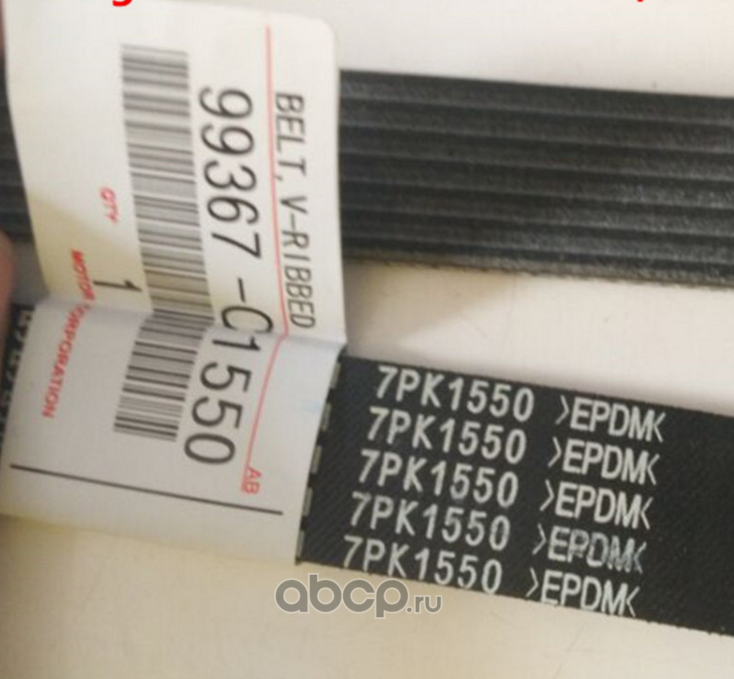 BELT, V-RIBBED
99367-01550
QTY
1
MOTOR CORPORATION
AB
7PK1550 >EPDM<
7PK1550 >EPDM<
7PK1550 >EPDM<
7PK1550 >EPDM<
7PK1550 >EPDM<
abcp.ru